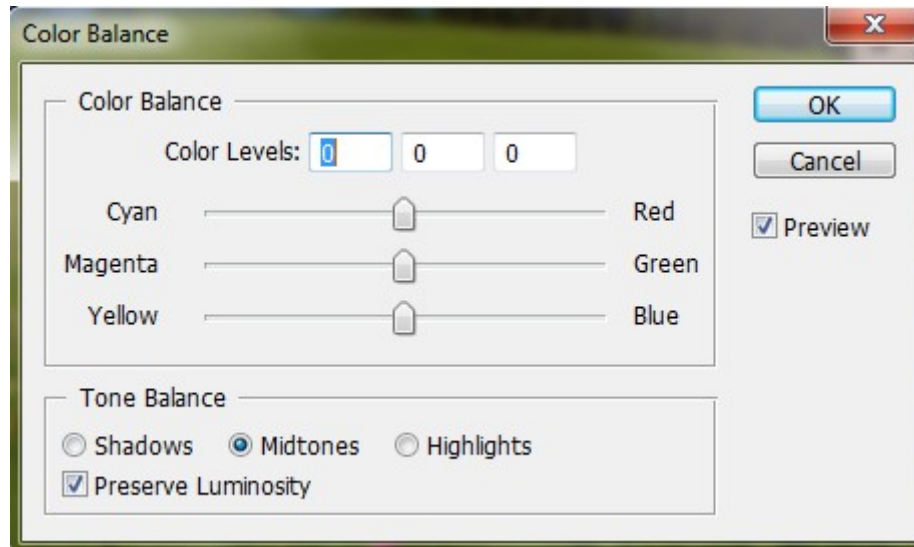 Color Balance
x
Color Balance
Color Levels: 0 0 0
Cyan Red
Magenta Green
Yellow Blue
Tone Balance
Shadows Midtones Highlights
Preserve Luminosity
OK
Cancel
Preview